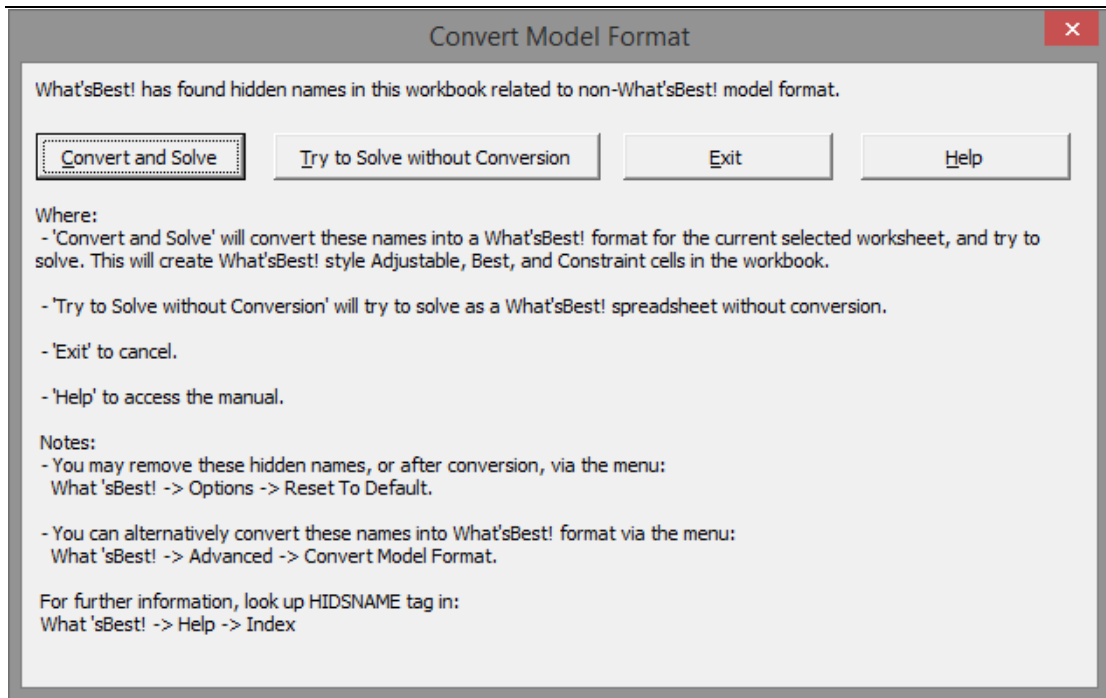 Convert Model Format
What'sBest! has found hidden names in this workbook related to non-What'sBest! model format.
Convert and Solve
Try to Solve without Conversion
Exit
Help
Where:
- 'Convert and Solve' will convert these names into a What'sBest! format for the current selected worksheet, and try to
solve. This will create What'sBest! style Adjustable, Best, and Constraint cells in the workbook.
- 'Try to Solve without Conversion' will try to solve as a What'sBest! spreadsheet without conversion.
- 'Exit' to cancel.
- 'Help' to access the manual.
Notes:
- You may remove these hidden names, or after conversion, via the menu:
What 'sBest! -> Options -> Reset To Default.
- You can alternatively convert these names into What'sBest! format via the menu:
What 'sBest! -> Advanced -> Convert Model Format.
For further information, look up HIDSNAME tag in:
What 'sBest! -> Help -> Index